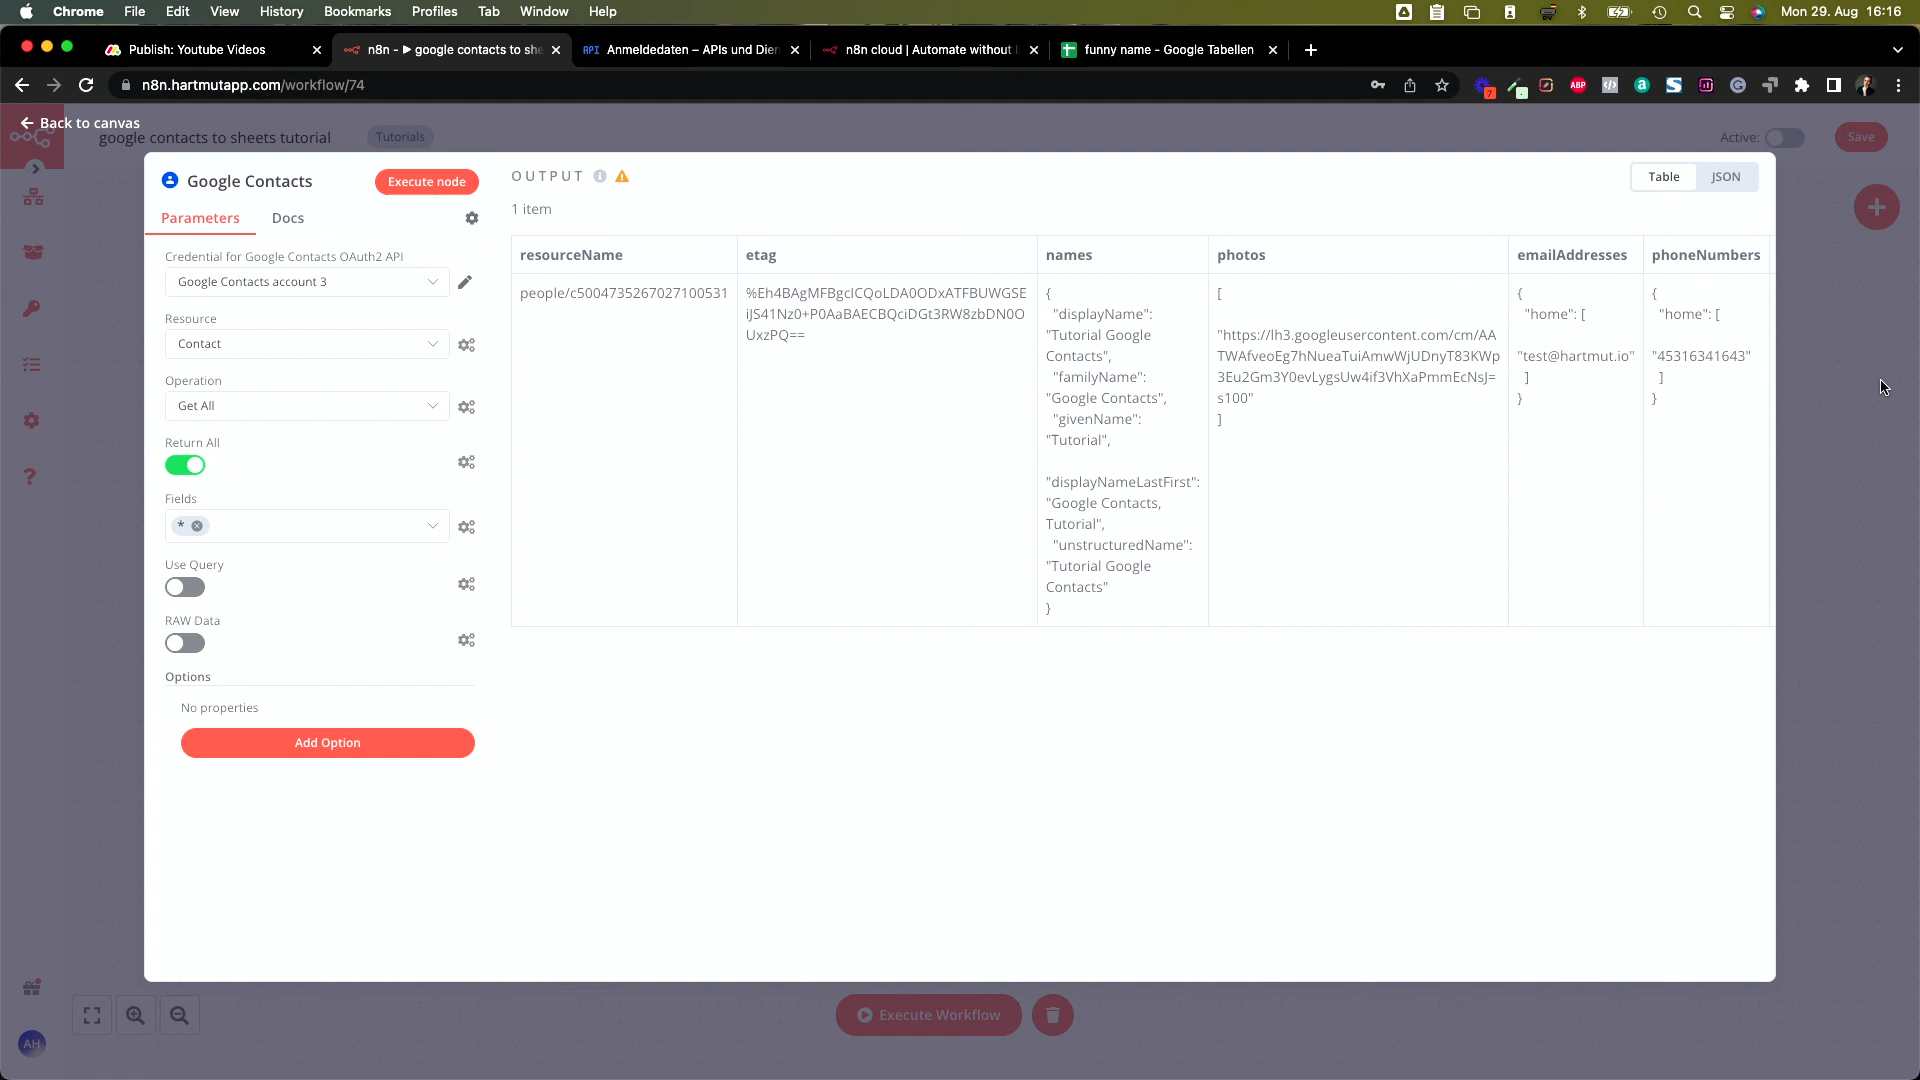 Chrome File Edit View History Bookmarks Profiles Tab Window Help Mon 29. Aug 16:16
Publish: Youtube Videos n8n - ▶ google contacts to she Anmeldedaten – APIs und Dien n8n cloud | Automate without funny name - Google Tabellen
n8n.hartmutapp.com/workflow/74
Back to canvas
google contacts to sheets tutorial Tutorials Active: Save
Google Contacts Execute node
Parameters Docs
Credential for Google Contacts OAuth2 API
Google Contacts account 3
Resource
Contact
Operation
Get All
Return All
Fields
*
Use Query
RAW Data
Options
No properties
Add Option
OUTPUT Table JSON
1 item
resourceName etag names photos emailAddresses phoneNumbers
people/c5004735267027100531
%Eh4BAgMFBgcICQoLDA0ODxATFBUWGSE
iJS41Nz0+P0AaBAECBQciDGt3RW8zbDN0O
UxzPQ==
{
"displayName":
"Tutorial Google
Contacts",
"familyName":
"Google Contacts",
"givenName":
"Tutorial",
"displayNameLastFirst":
"Google Contacts,
Tutorial",
"unstructuredName":
"Tutorial Google
Contacts"
}
[
"https://lh3.googleusercontent.com/cm/AA
TWAfveoEg7hNueaTuiAmwWjUDnyT83KWp
3Eu2Gm3Y0evLygsUw4if3VhXaPmmEcNsJ=
s100"
]
{
"home": [
"test@hartmut.io"
]
}
{
"home": [
"45316341643"
]
}
Execute Workflow
AH